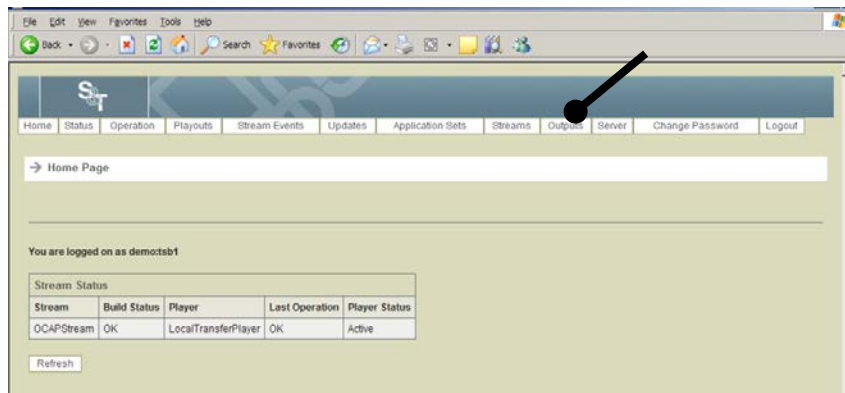 File Edit View Favorites Tools Help
Back Search Favorites
S&T
Home Status Operation Playouts Stream Events Updates Application Sets Streams Outputs Server Change Password Logout
→ Home Page
You are logged on as demo:tsb1
Stream Status
Stream Build Status Player Last Operation Player Status
OCAPStream OK LocalTransferPlayer OK Active
Refresh